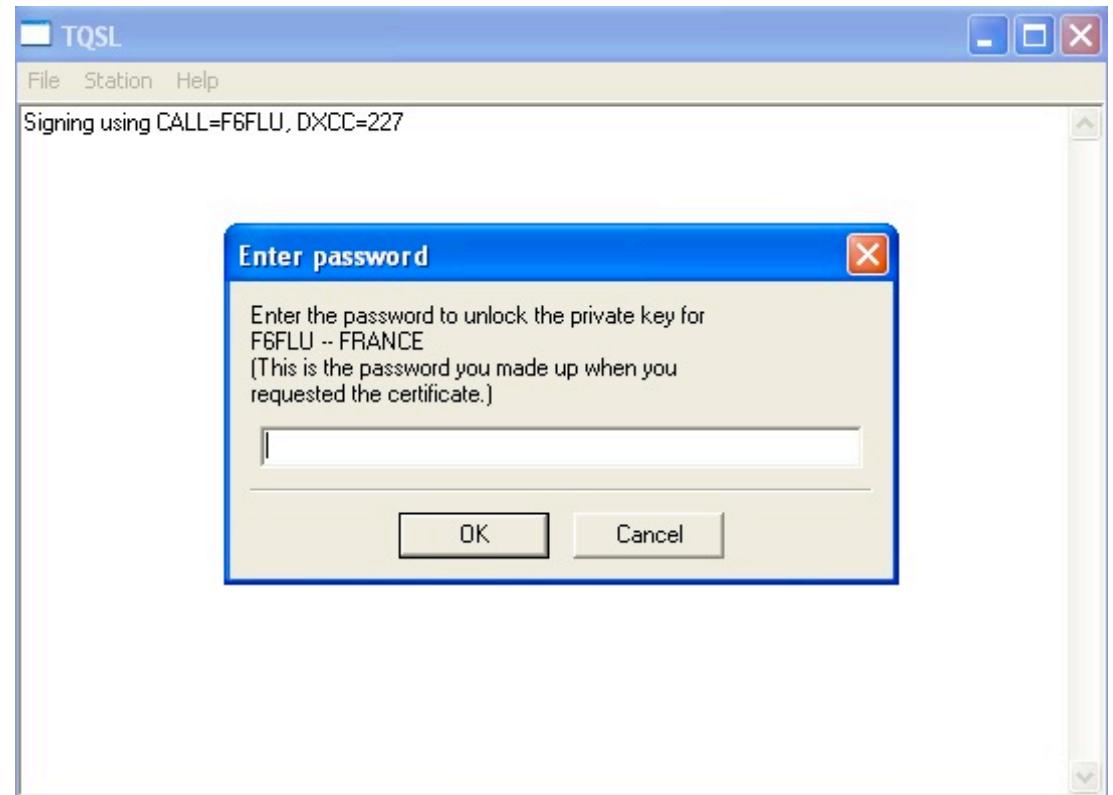 TQSL
File Station Help
Signing using CALL=F6FLU, DXCC=227
Enter password
Enter the password to unlock the private key for
F6FLU -- FRANCE
(This is the password you made up when you
requested the certificate.)
OK Cancel